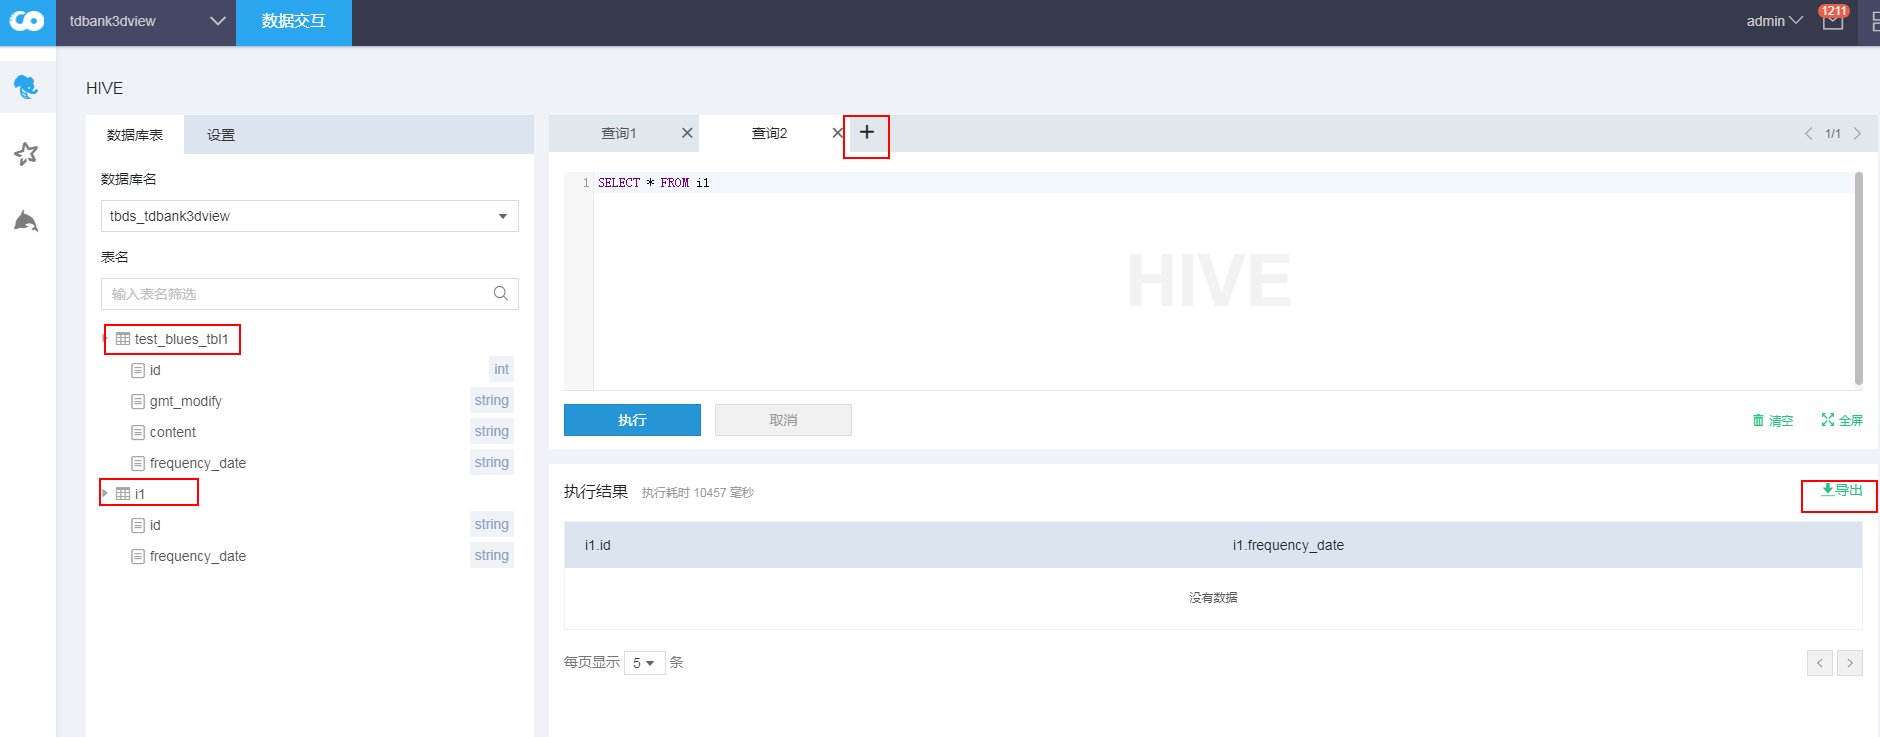 tdbank3dview
数据交互
admin
1211
HIVE
数据库表
设置
数据库名
tbds_tdbank3dview
表名
输入表名筛选
test_blues_tbl1
id int
gmt_modify string
content string
frequency_date string
i1
id string
frequency_date string
查询1
查询2
1/1
1 SELECT * FROM i1
HIVE
执行
取消
清空
全屏
执行结果 执行耗时 10457 毫秒
导出
i1.id i1.frequency_date
没有数据
每页显示 5 条